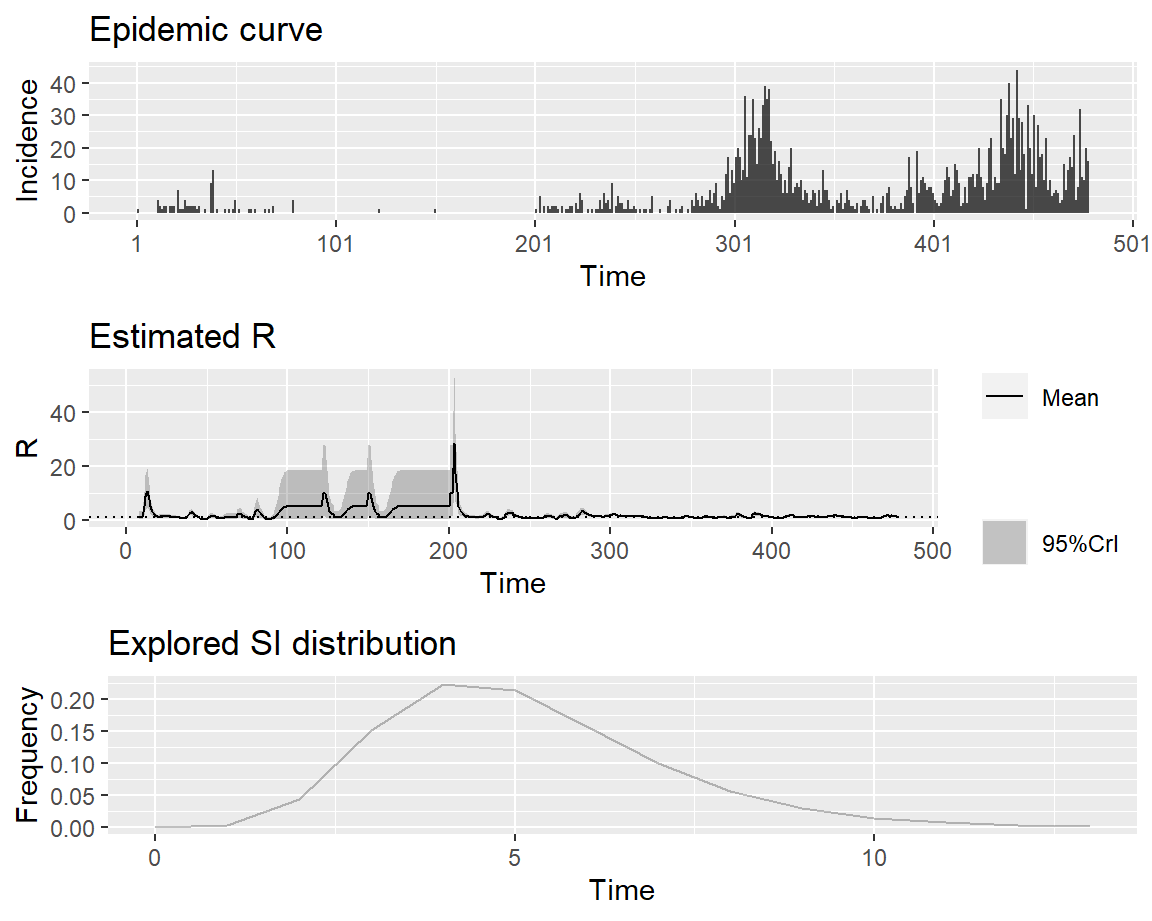 Epidemic curve
Incidence
40
30
20
10
0
1 101 201 301 401 501
Time
Estimated R
R
40
20
0
0 100 200 300 400 500
Time
Mean
95%CrI
Explored SI distribution
Frequency
0.20
0.15
0.10
0.05
0.00
0 5 10
Time